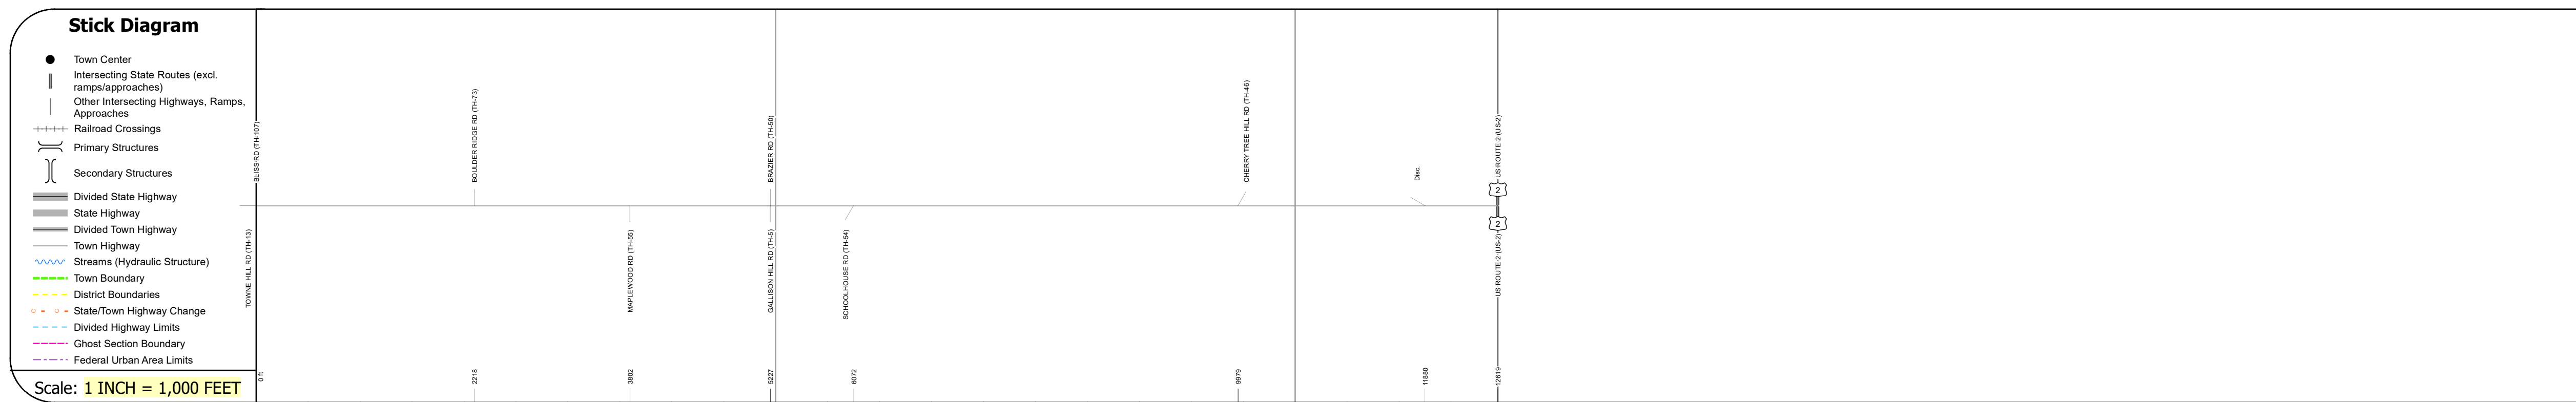 Stick Diagram
Town Center
Intersecting State Routes (excl.
ramps/approaches)
Other Intersecting Highways, Ramps,
Approaches
Railroad Crossings
Primary Structures
Secondary Structures
Divided State Highway
State Highway
Divided Town Highway
Town Highway
Streams (Hydraulic Structure)
Town Boundary
District Boundaries
State/Town Highway Change
Divided Highway Limits
Ghost Section Boundary
Federal Urban Area Limits
Scale: 1 INCH = 1,000 FEET
BLISS RD (TH-107)
TOWNE HILL RD (TH-13)
0 ft
BOULDER RIDGE RD (TH-73)
2218
MAPLEWOOD RD (TH-55)
3802
BRAZIER RD (TH-50)
GALLISON HILL RD (TH-5)
5227
SCHOOLHOUSE RD (TH-54)
6072
CHERRY TREE HILL RD (TH-46)
9979
Disc.
11880
US ROUTE 2 (US-2)
2
2
US ROUTE 2 (US-2)
12619